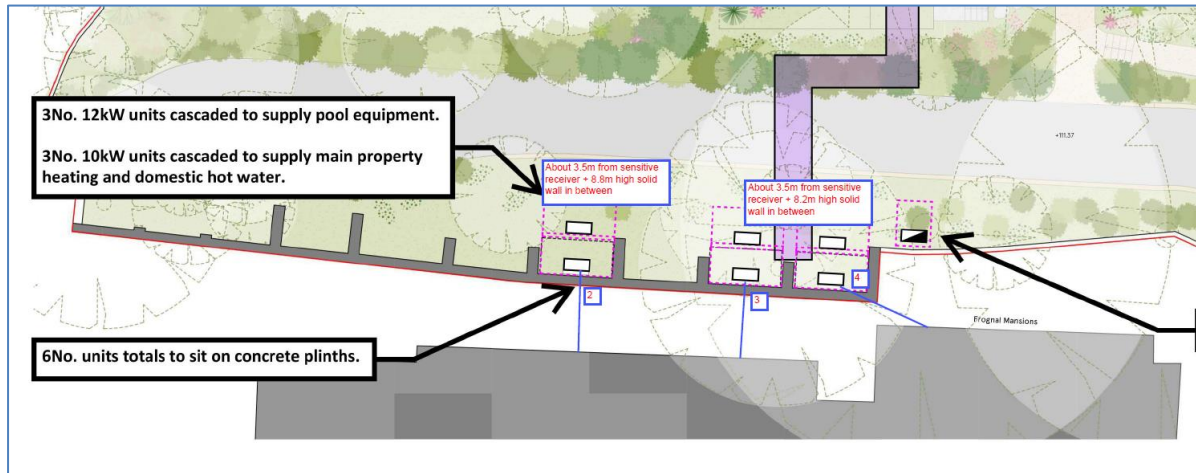 3No. 12kW units cascaded to supply pool equipment.
3No. 10kW units cascaded to supply main property
heating and domestic hot water.
About 3.5m from sensitive
receiver + 8.8m high solid
wall in between
About 3.5m from sensitive
receiver + 8.2m high solid
wall in between
+111.37
2
3
4
Frognal Mansions
6No. units totals to sit on concrete plinths.